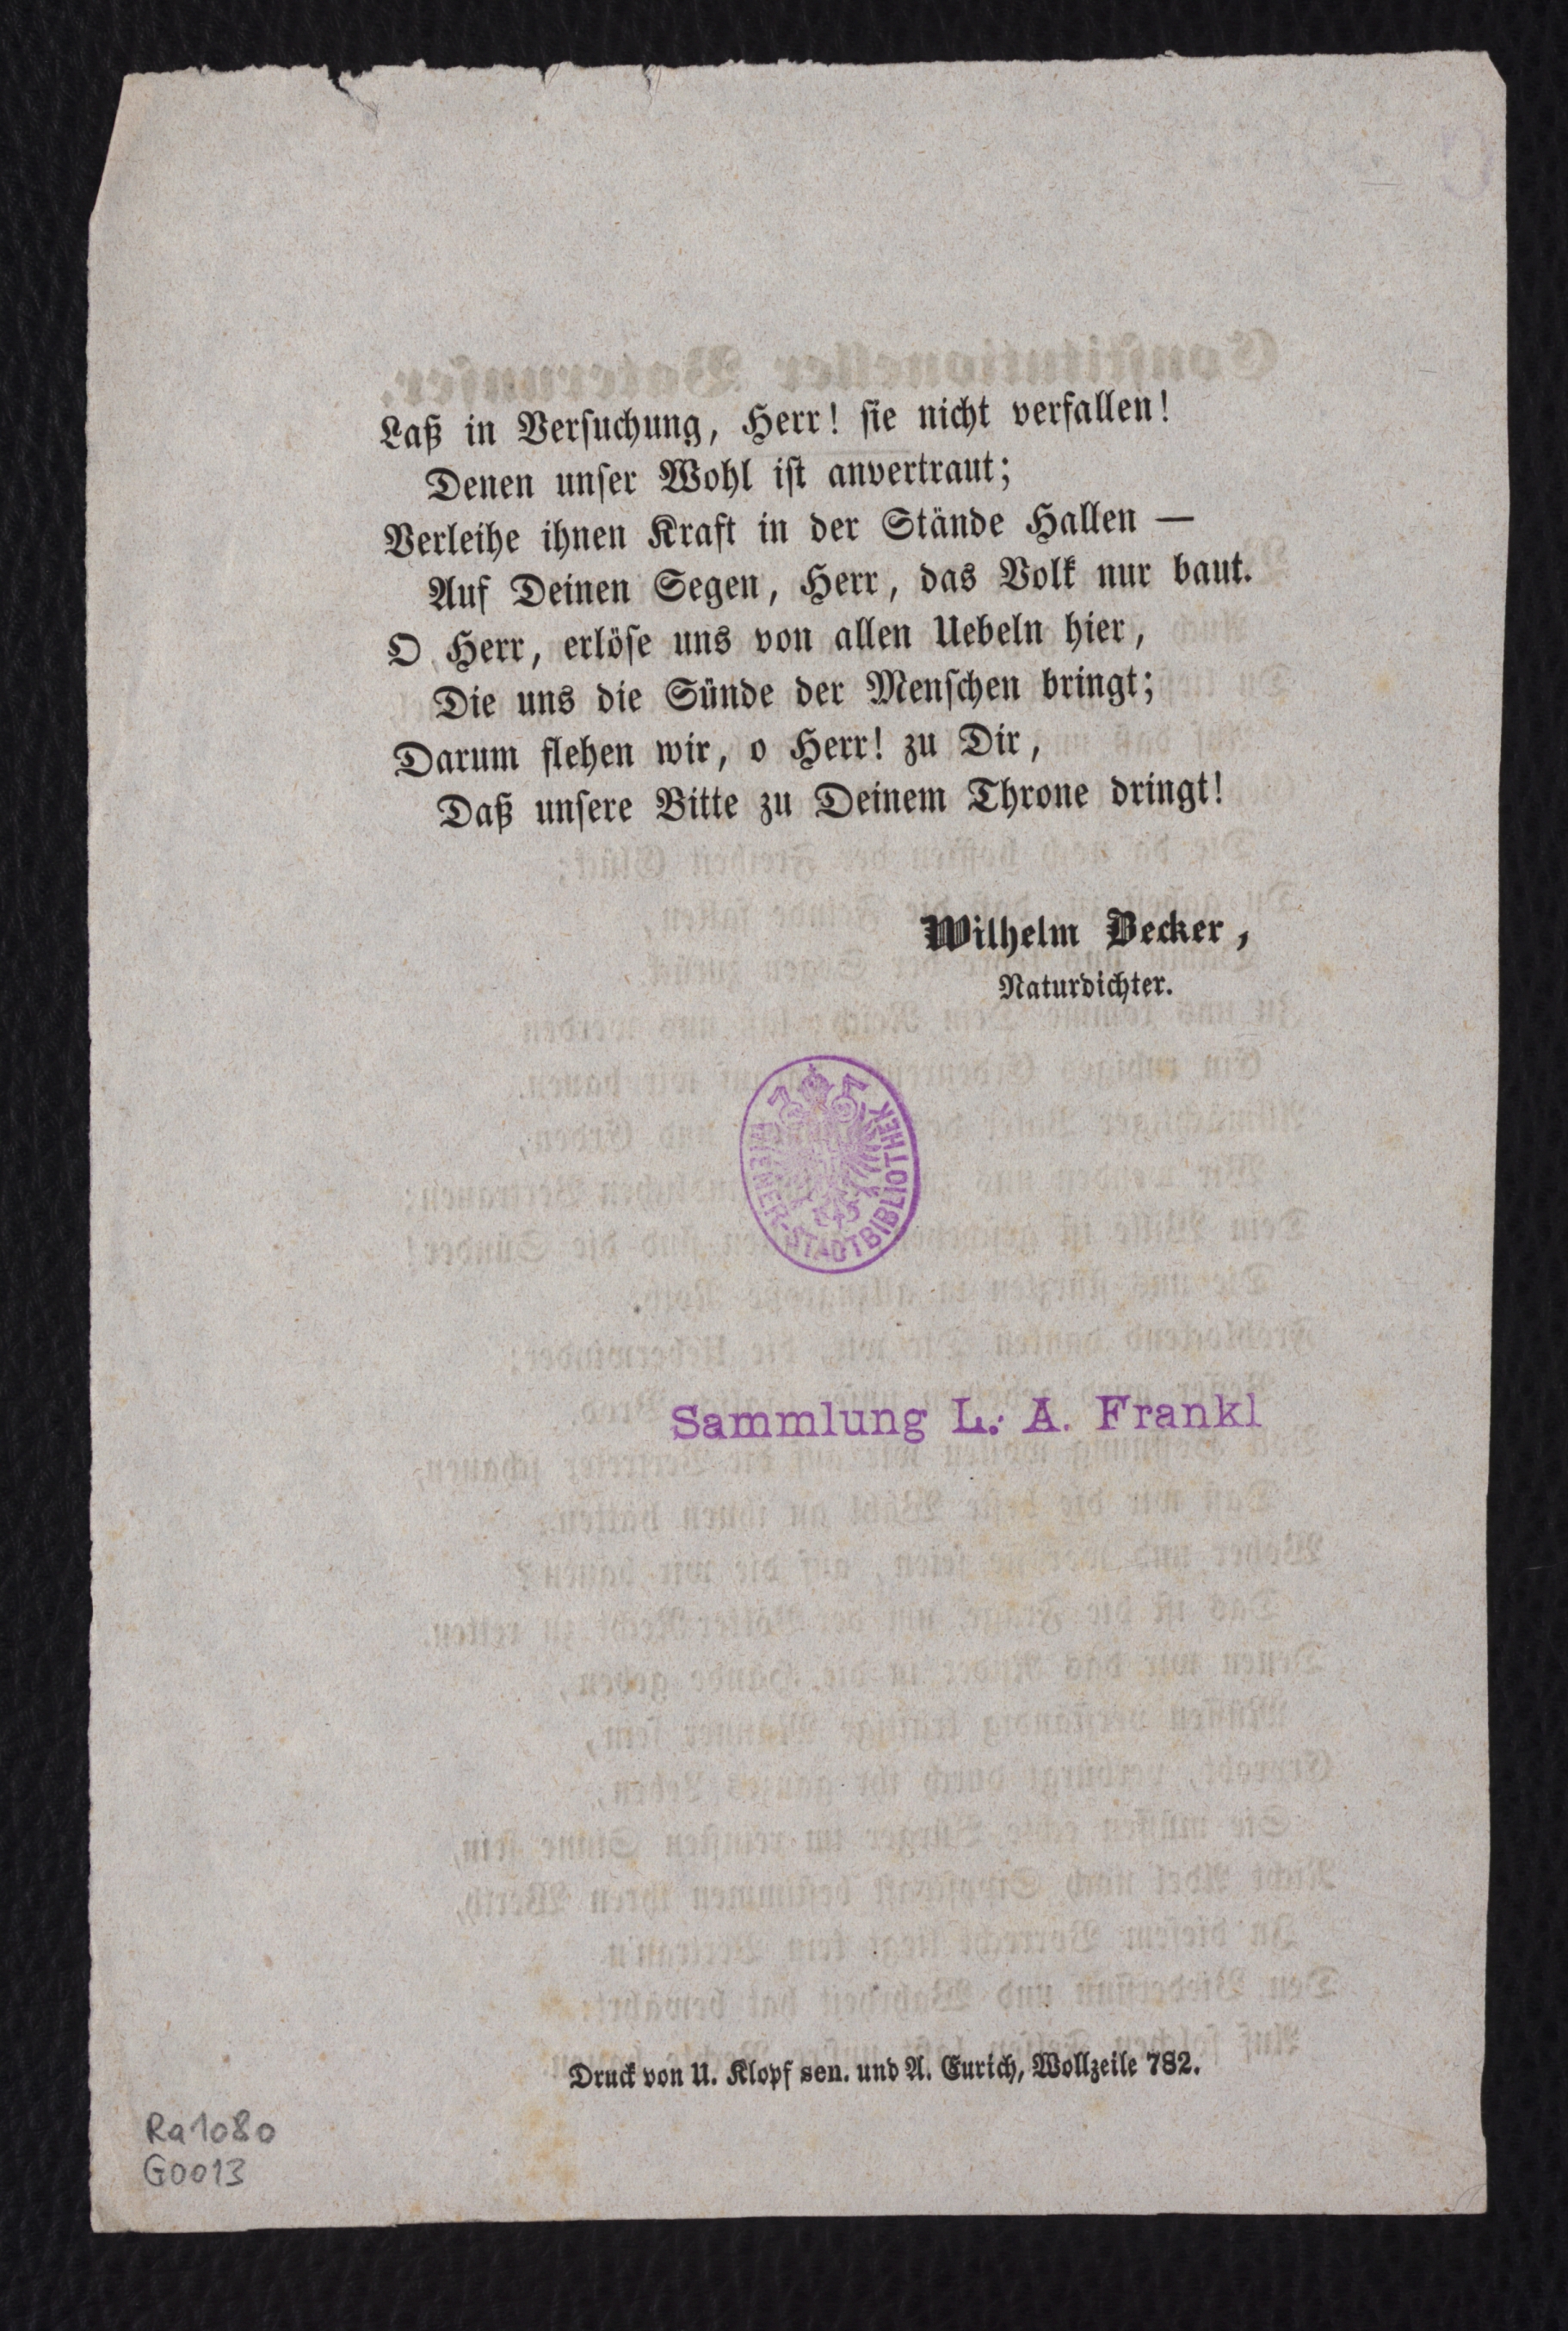 Laß in Versuchung, Herr! sie nicht verfallen!
Denen unser Wohl ist anvertraut;
Verleihe ihnen Kraft in der Stände Hallen —
Auf Deinen Segen, Herr, das Volk nur baut.
O Herr, erlöse uns von allen Uebeln hier,
Die uns die Sünde der Menschen bringt;
Darum flehen wir, o Herr! zu Dir,
Daß unsere Bitte zu Deinem Throne dringt!
Wilhelm Becker,
Naturdichter.
WIENER-STADTBIBLIOTHEK
Sammlung L. A. Frankl
Druck von U. Klopf sen. und A. Eurich, Wollzeile 782.
Ra1080
G0013